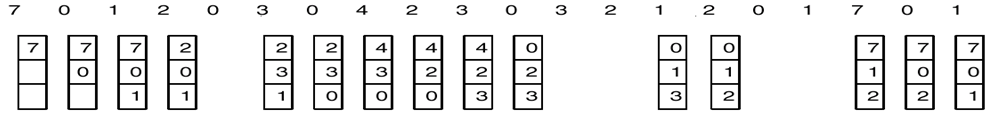 7 0 1 2 0 3 0 4 2 3 0 3 2 1 2 0 1 7 0 1
7 7 7 2 2 2 4 4 4 0 0 0 7 7 7
0 0 0 3 3 3 2 2 2 1 1 1 0 0
1 1 1 0 0 0 3 3 3 2 2 2 1